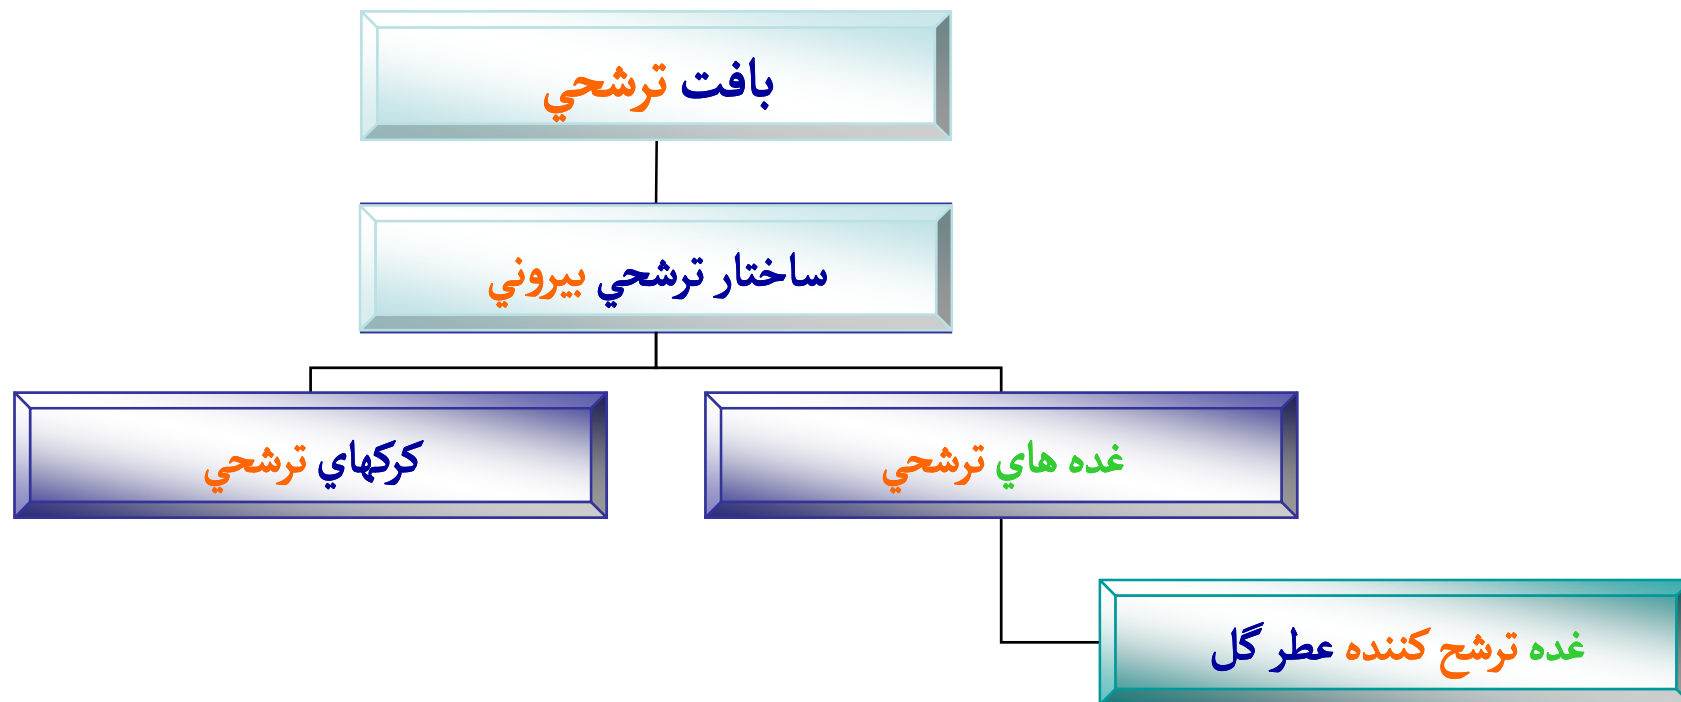 بافت ترشحي
ساختار ترشحي بيروني
غده هاي ترشحي
كركهاي ترشحي
غده ترشح كننده عطر گل